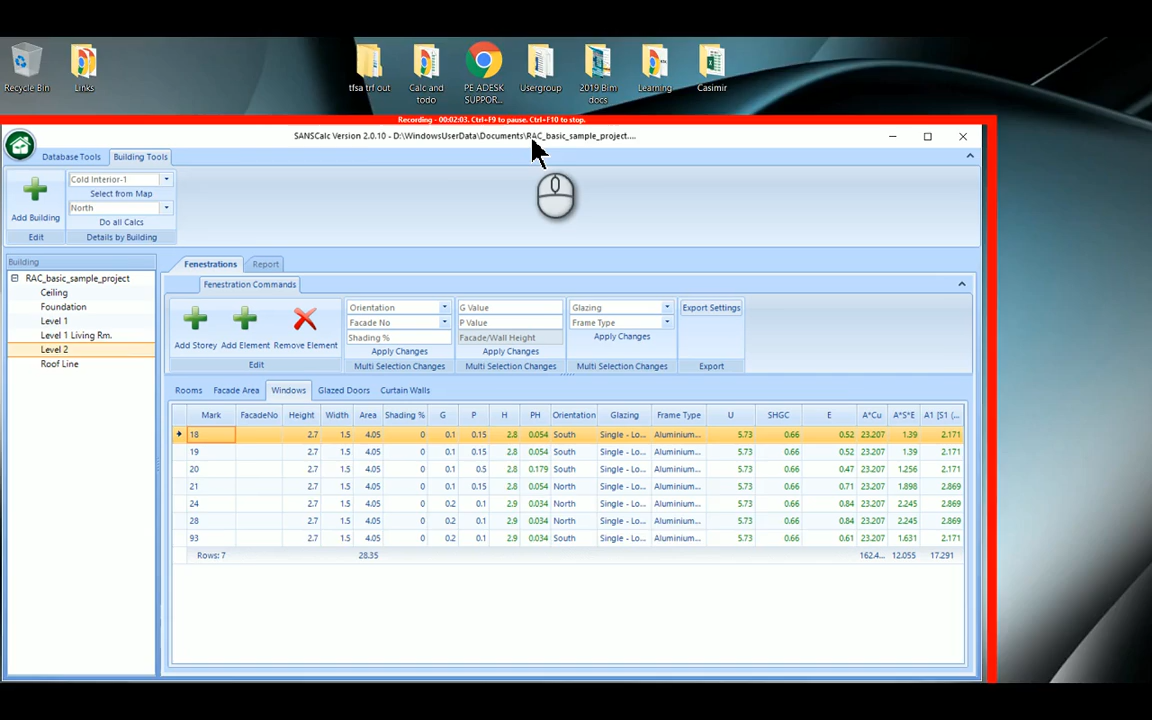 Recycle Bin
Links
tfsa trf out
Calc and todo
PE ADESK SUPPOR...
Usergroup
2019 Bim docs
Learning
Casimir
Recording - 00:02:03. Ctrl+F9 to pause. Ctrl+F10 to stop.
SANSCalc Version 2.0.10 - D:\WindowsUserData\Documents\RAC_basic_sample_project....
Database Tools
Building Tools
Add Building
Edit
Cold Interior-1
Select from Map
North
Do all Calcs
Details by Building
Building
RAC_basic_sample_project
Ceiling
Foundation
Level 1
Level 1 Living Rm.
Level 2
Roof Line
Fenestrations
Report
Fenestration Commands
Add Storey
Add Element
Remove Element
Edit
Orientation
Facade No
Shading %
Apply Changes
Multi Selection Changes
G Value
P Value
Facade/Wall Height
Apply Changes
Multi Selection Changes
Glazing
Frame Type
Apply Changes
Multi Selection Changes
Export Settings
Export
Rooms Facade Area Windows Glazed Doors Curtain Walls
Mark FacadeNo Height Width Area Shading % G P H PH Orientation Glazing Frame Type U SHGC E A*Cu A*S*E A1 [S1 (...
18 2.7 1.5 4.05 0 0.1 0.15 2.8 0.054 South Single - Lo... Aluminium... 5.73 0.66 0.52 23.207 1.39 2.171
19 2.7 1.5 4.05 0 0.1 0.15 2.8 0.054 South Single - Lo... Aluminium... 5.73 0.66 0.52 23.207 1.39 2.171
20 2.7 1.5 4.05 0 0.1 0.5 2.8 0.179 South Single - Lo... Aluminium... 5.73 0.66 0.47 23.207 1.256 2.171
21 2.7 1.5 4.05 0 0.1 0.15 2.8 0.054 North Single - Lo... Aluminium... 5.73 0.66 0.71 23.207 1.898 2.869
24 2.7 1.5 4.05 0 0.2 0.1 2.9 0.034 North Single - Lo... Aluminium... 5.73 0.66 0.84 23.207 2.245 2.869
28 2.7 1.5 4.05 0 0.2 0.1 2.9 0.034 North Single - Lo... Aluminium... 5.73 0.66 0.84 23.207 2.245 2.869
93 2.7 1.5 4.05 0 0.2 0.1 2.9 0.034 South Single - Lo... Aluminium... 5.73 0.66 0.61 23.207 1.631 2.171
Rows: 7 28.35 162.4... 12.055 17.291